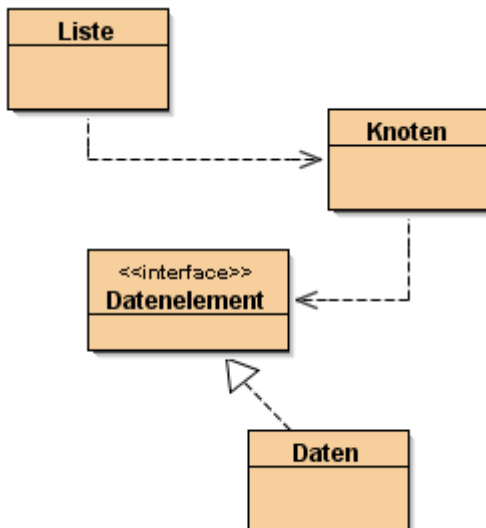 Liste
Knoten
<<interface>>
Datenelement
Daten